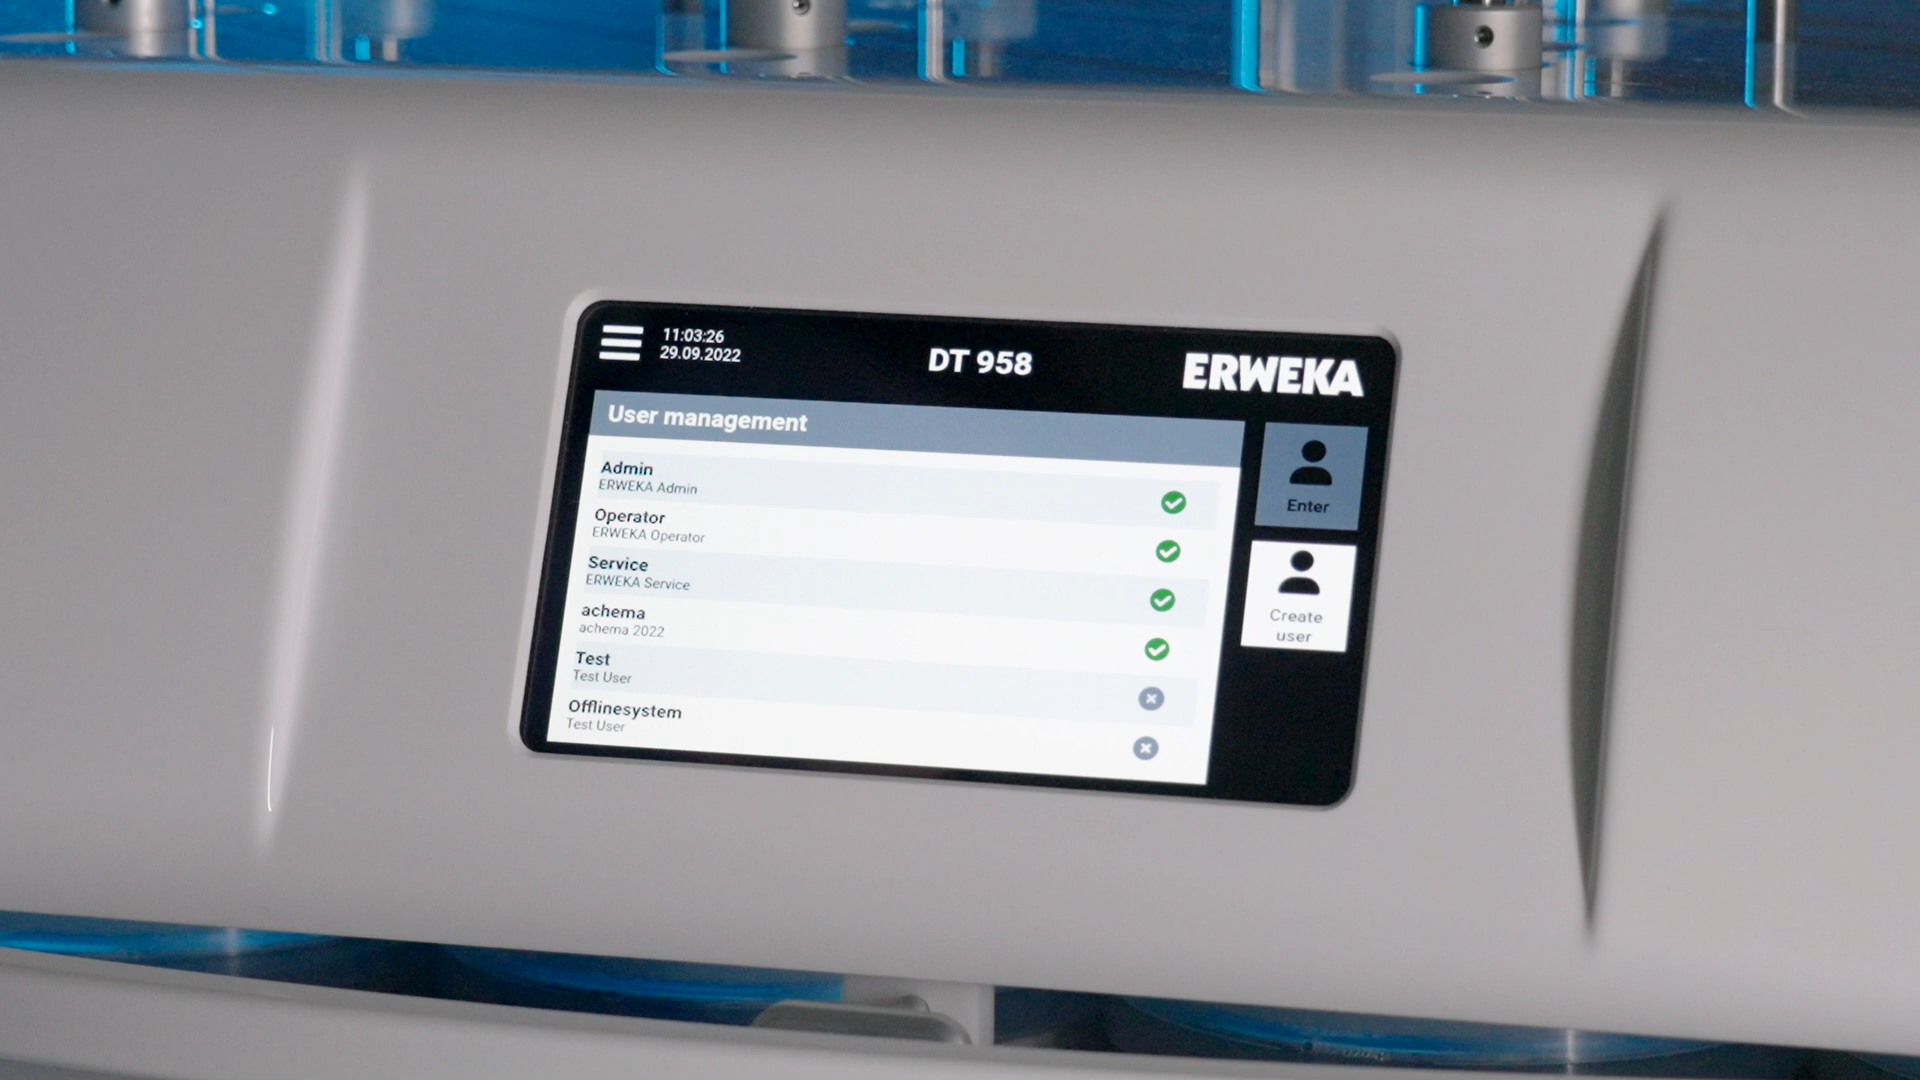 11:03:26
29.09.2022
DT 958
ERWEKA
User management
Admin
ERWEKA Admin
Operator
ERWEKA Operator
Service
ERWEKA Service
achema
achema 2022
Test
Test User
Offlinesystem
Test User
Enter
Create
user